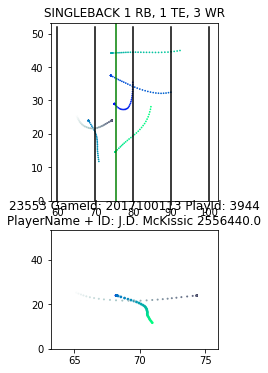 SINGLEBACK 1 RB, 1 TE, 3 WR
50
40
30
20
10
0
60 70 80 90 100
23553 GameId: 2017100113 PlayId: 3944
PlayerName + ID: J.D. McKissic 2556440.0
40
20
0
65 70 75